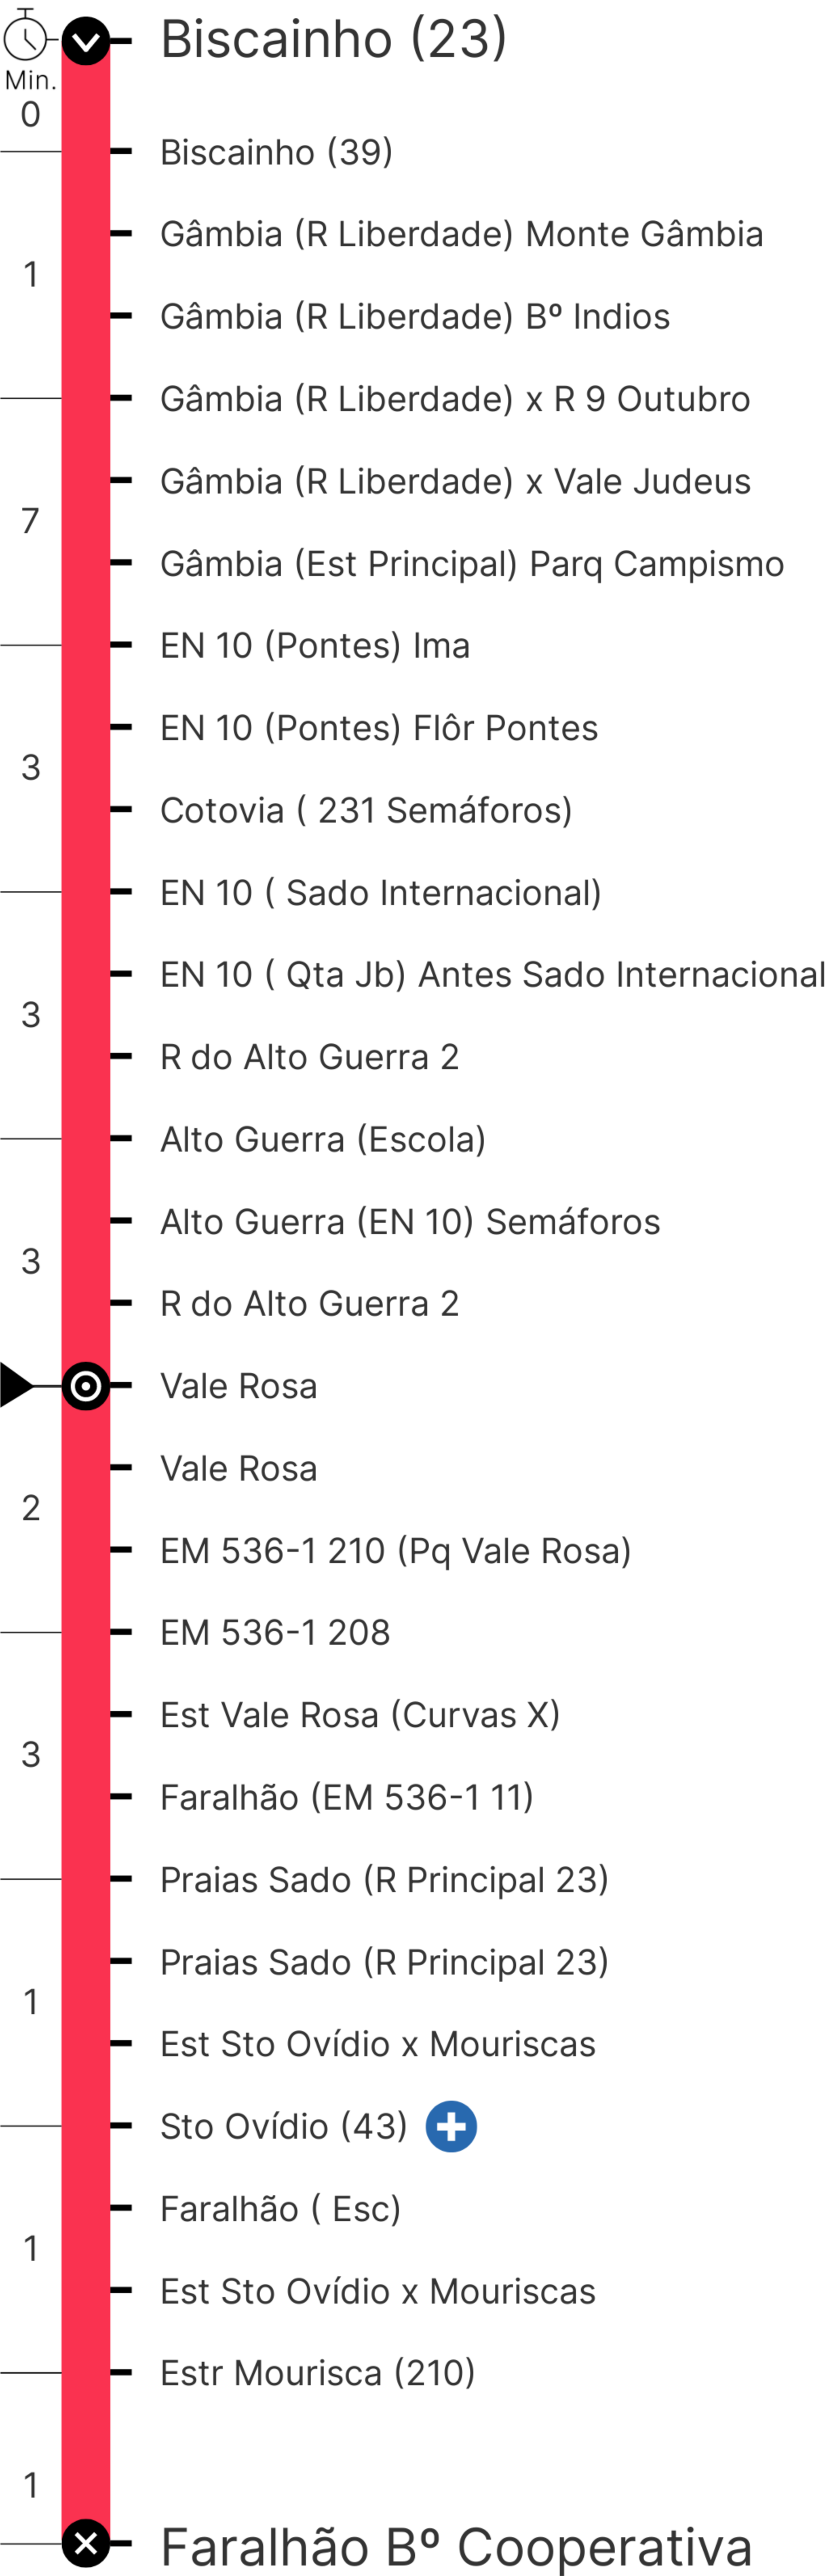 Biscainho (23)
Min.
0
Biscainho (39)
Gâmbia (R Liberdade) Monte Gâmbia
1
Gâmbia (R Liberdade) Bº Indios
Gâmbia (R Liberdade) x R 9 Outubro
Gâmbia (R Liberdade) x Vale Judeus
7
Gâmbia (Est Principal) Parq Campismo
EN 10 (Pontes) Ima
EN 10 (Pontes) Flôr Pontes
3
Cotovia ( 231 Semáforos)
EN 10 ( Sado Internacional)
EN 10 ( Qta Jb) Antes Sado Internacional
3
R do Alto Guerra 2
Alto Guerra (Escola)
Alto Guerra (EN 10) Semáforos
3
R do Alto Guerra 2
Vale Rosa
Vale Rosa
2
EM 536-1 210 (Pq Vale Rosa)
EM 536-1 208
Est Vale Rosa (Curvas X)
3
Faralhão (EM 536-1 11)
Praias Sado (R Principal 23)
Praias Sado (R Principal 23)
1
Est Sto Ovídio x Mouriscas
Sto Ovídio (43)
Faralhão ( Esc)
1
Est Sto Ovídio x Mouriscas
Estr Mourisca (210)
1
Faralhão Bº Cooperativa